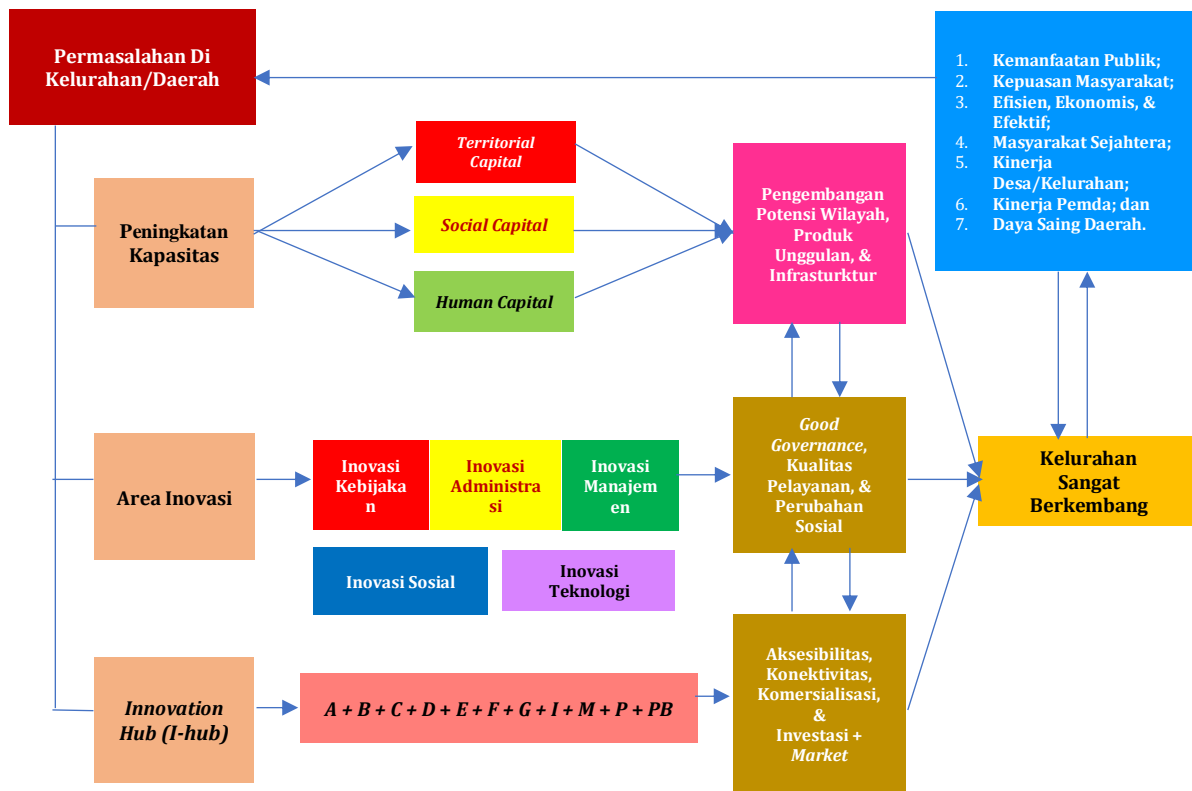 Permasalahan Di
Kelurahan/Daerah
1. Kemanfaatan Publik;
2. Kepuasan Masyarakat;
3. Efisien, Ekonomis, &
Efektif;
4. Masyarakat Sejahtera;
5. Kinerja
Desa/Kelurahan;
6. Kinerja Pemda; dan
7. Daya Saing Daerah.
Peningkatan
Kapasitas
Territorial
Capital
Social Capital
Human Capital
Pengembangan
Potensi Wilayah,
Produk
Unggulan, &
Infrasturktur
Area Inovasi
Inovasi
Kebijaka
n
Inovasi
Administra
si
Inovasi
Manajem
en
Inovasi Sosial
Inovasi
Teknologi
Good
Governance,
Kualitas
Pelayanan, &
Perubahan
Sosial
Kelurahan
Sangat
Berkembang
Innovation
Hub (I-hub)
A + B + C + D + E + F + G + I + M + P + PB
Aksesibilitas,
Konektivitas,
Komersialisasi,
&
Investasi +
Market